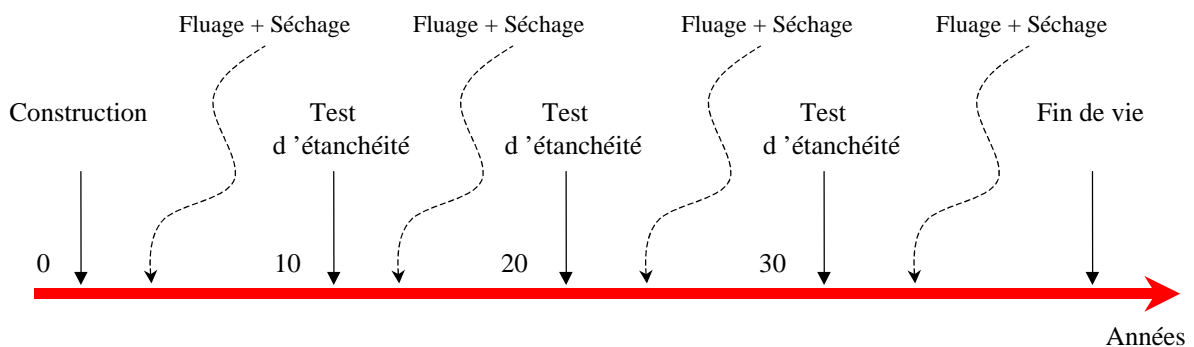 Fluage + Séchage
Fluage + Séchage
Fluage + Séchage
Fluage + Séchage
Construction
Test
d ’étanchéité
Test
d ’étanchéité
Test
d ’étanchéité
Fin de vie
0
10
20
30
Années